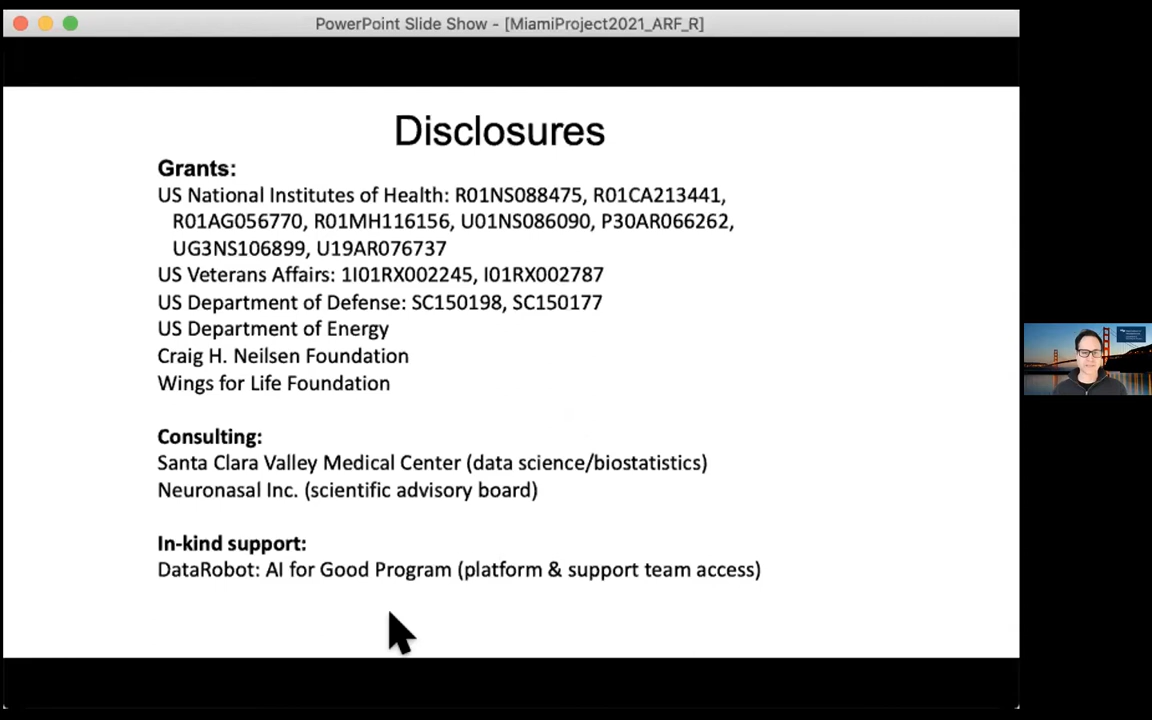 PowerPoint Slide Show - [MiamiProject2021_ARF_R]
Disclosures
Grants:
US National Institutes of Health: R01NS088475, R01CA213441,
R01AG056770, R01MH116156, U01NS086090, P30AR066262,
UG3NS106899, U19AR076737
US Veterans Affairs: 1I01RX002245, I01RX002787
US Department of Defense: SC150198, SC150177
US Department of Energy
Craig H. Neilsen Foundation
Wings for Life Foundation
Consulting:
Santa Clara Valley Medical Center (data science/biostatistics)
Neuronasal Inc. (scientific advisory board)
In-kind support:
DataRobot: AI for Good Program (platform & support team access)